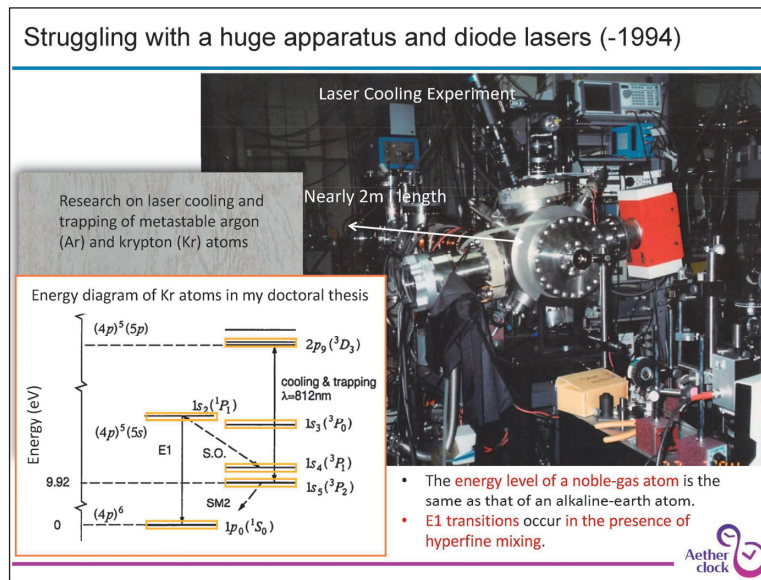 Struggling with a huge apparatus and diode lasers (-1994)
Laser Cooling Experiment
Nearly 2m length
Research on laser cooling and
trapping of metastable argon
(Ar) and krypton (Kr) atoms
Energy diagram of Kr atoms in my doctoral thesis
(4p)⁵(5p)
2p₉(³D₃)
cooling & trapping
λ=812nm
1s₂(¹P₁)
1s₃(³P₀)
(4p)⁵(5s)
E1
S.O.
1s₄(³P₁)
9.92
1s₅(³P₂)
SM2
(4p)⁶
0
1p₀(¹S₀)
Energy (eV)
• The energy level of a noble-gas atom is the
same as that of an alkaline-earth atom.
• E1 transitions occur in the presence of
hyperfine mixing.
Aether
clock